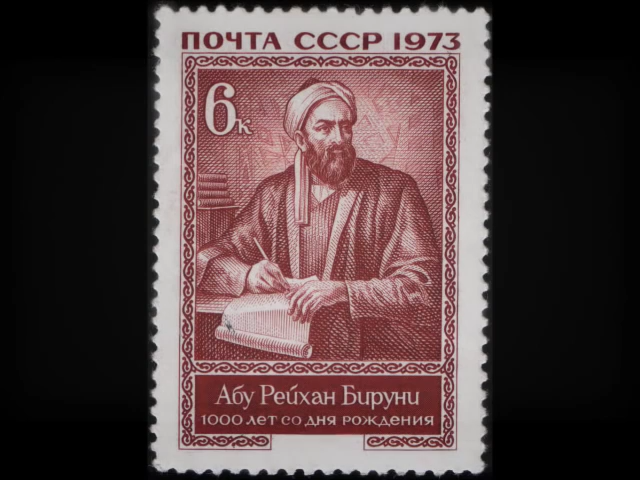 ПОЧТА СССР 1973
6к
Абу Рейхан Бируни
1000 ЛЕТ СО ДНЯ РОЖДЕНИЯ